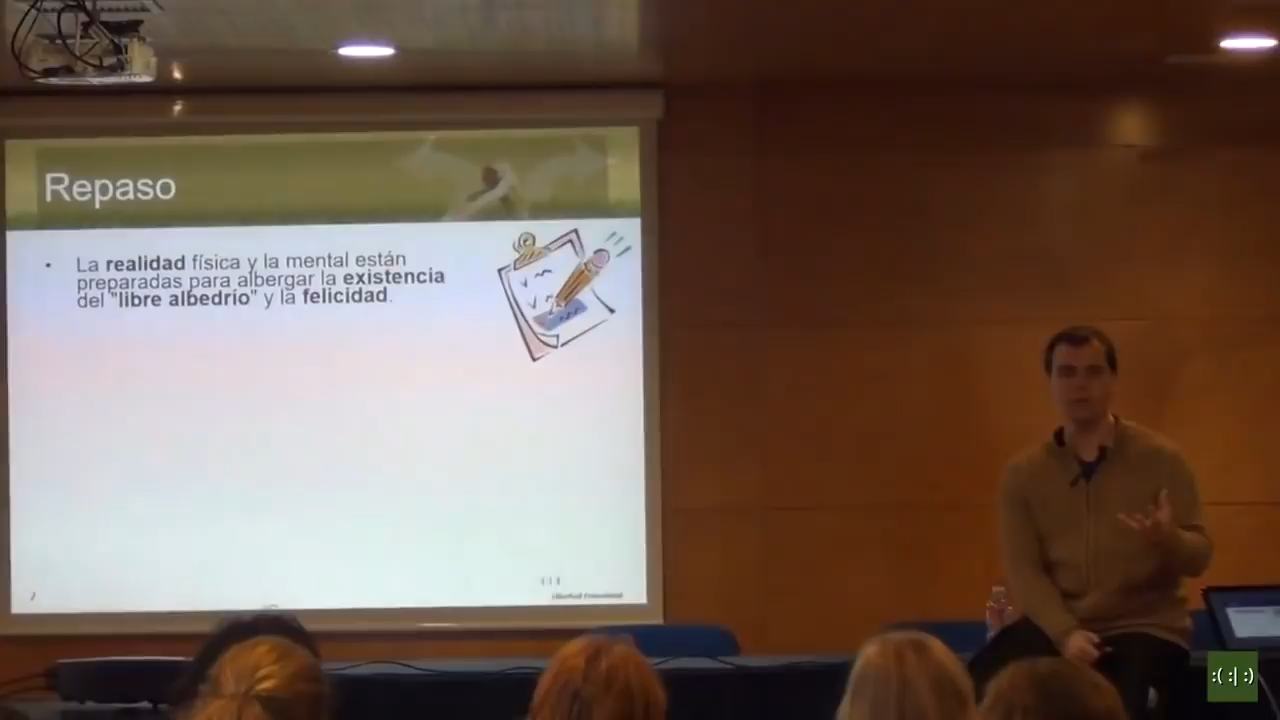 Repaso
• La realidad física y la mental están
preparadas para albergar la existencia
del "libre albedrío" y la felicidad.
:( :| :)